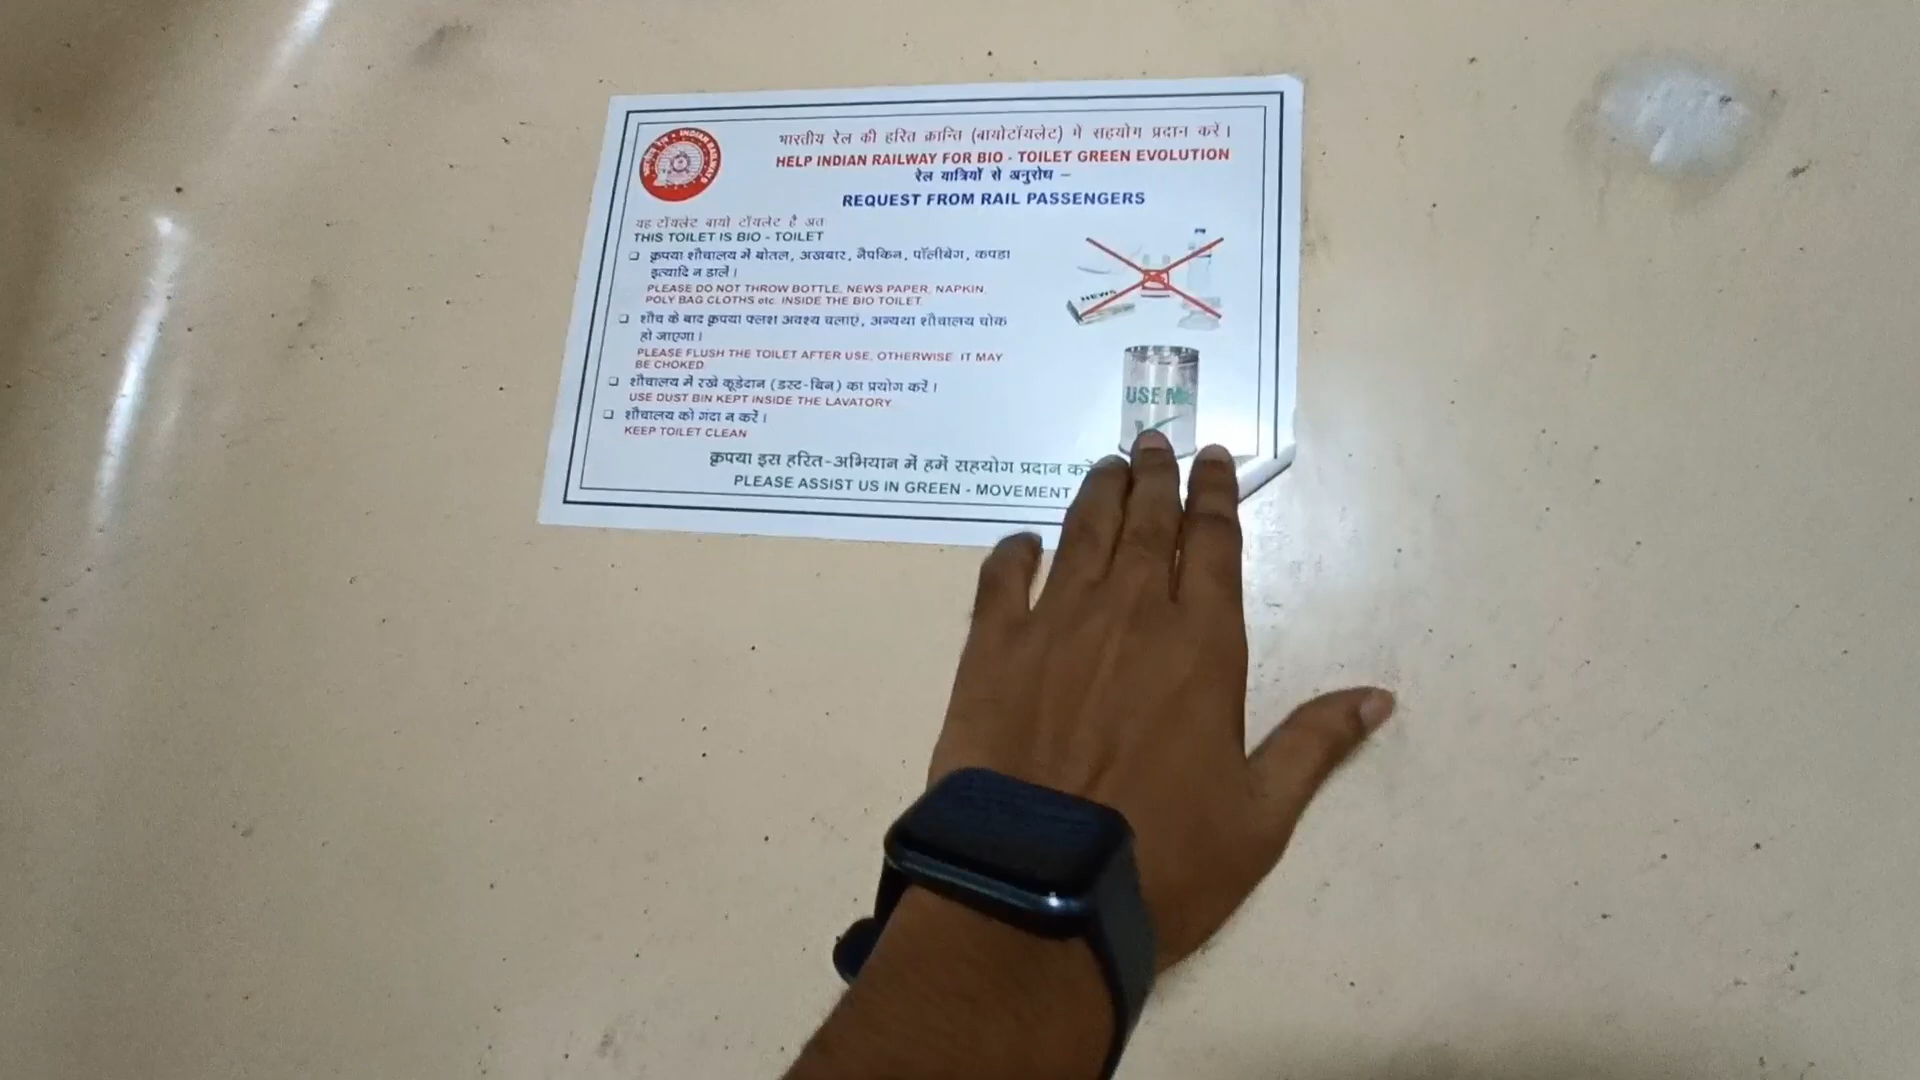 भारतीय रेल की हरित क्रान्ति (बायोटॉयलेट) में सहयोग प्रदान करें।
HELP INDIAN RAILWAY FOR BIO - TOILET GREEN EVOLUTION
रेल यात्रियों से अनुरोध –
REQUEST FROM RAIL PASSENGERS
INDIAN RAILWAYS
यह टॉयलेट बायो टॉयलेट है अत
THIS TOILET IS BIO - TOILET
कृपया शौचालय में बोतल, अखबार, नैपकिन, पॉलीबेग, कपडा
इत्यादि न डालें।
PLEASE DO NOT THROW BOTTLE, NEWS PAPER, NAPKIN,
POLY BAG CLOTHS etc. INSIDE THE BIO TOILET.
शौच के बाद कृपया फ्लश अवश्य चलाएं, अन्यथा शौचालय चोक
हो जाएगा।
PLEASE FLUSH THE TOILET AFTER USE, OTHERWISE IT MAY
BE CHOKED.
शौचालय में रखे कूडेदान (डस्ट-बिन) का प्रयोग करें।
USE DUST BIN KEPT INSIDE THE LAVATORY.
शौचालय को गंदा न करें।
KEEP TOILET CLEAN
NEWS
USE ME
कृपया इस हरित-अभियान में हमें सहयोग प्रदान करें
PLEASE ASSIST US IN GREEN - MOVEMENT